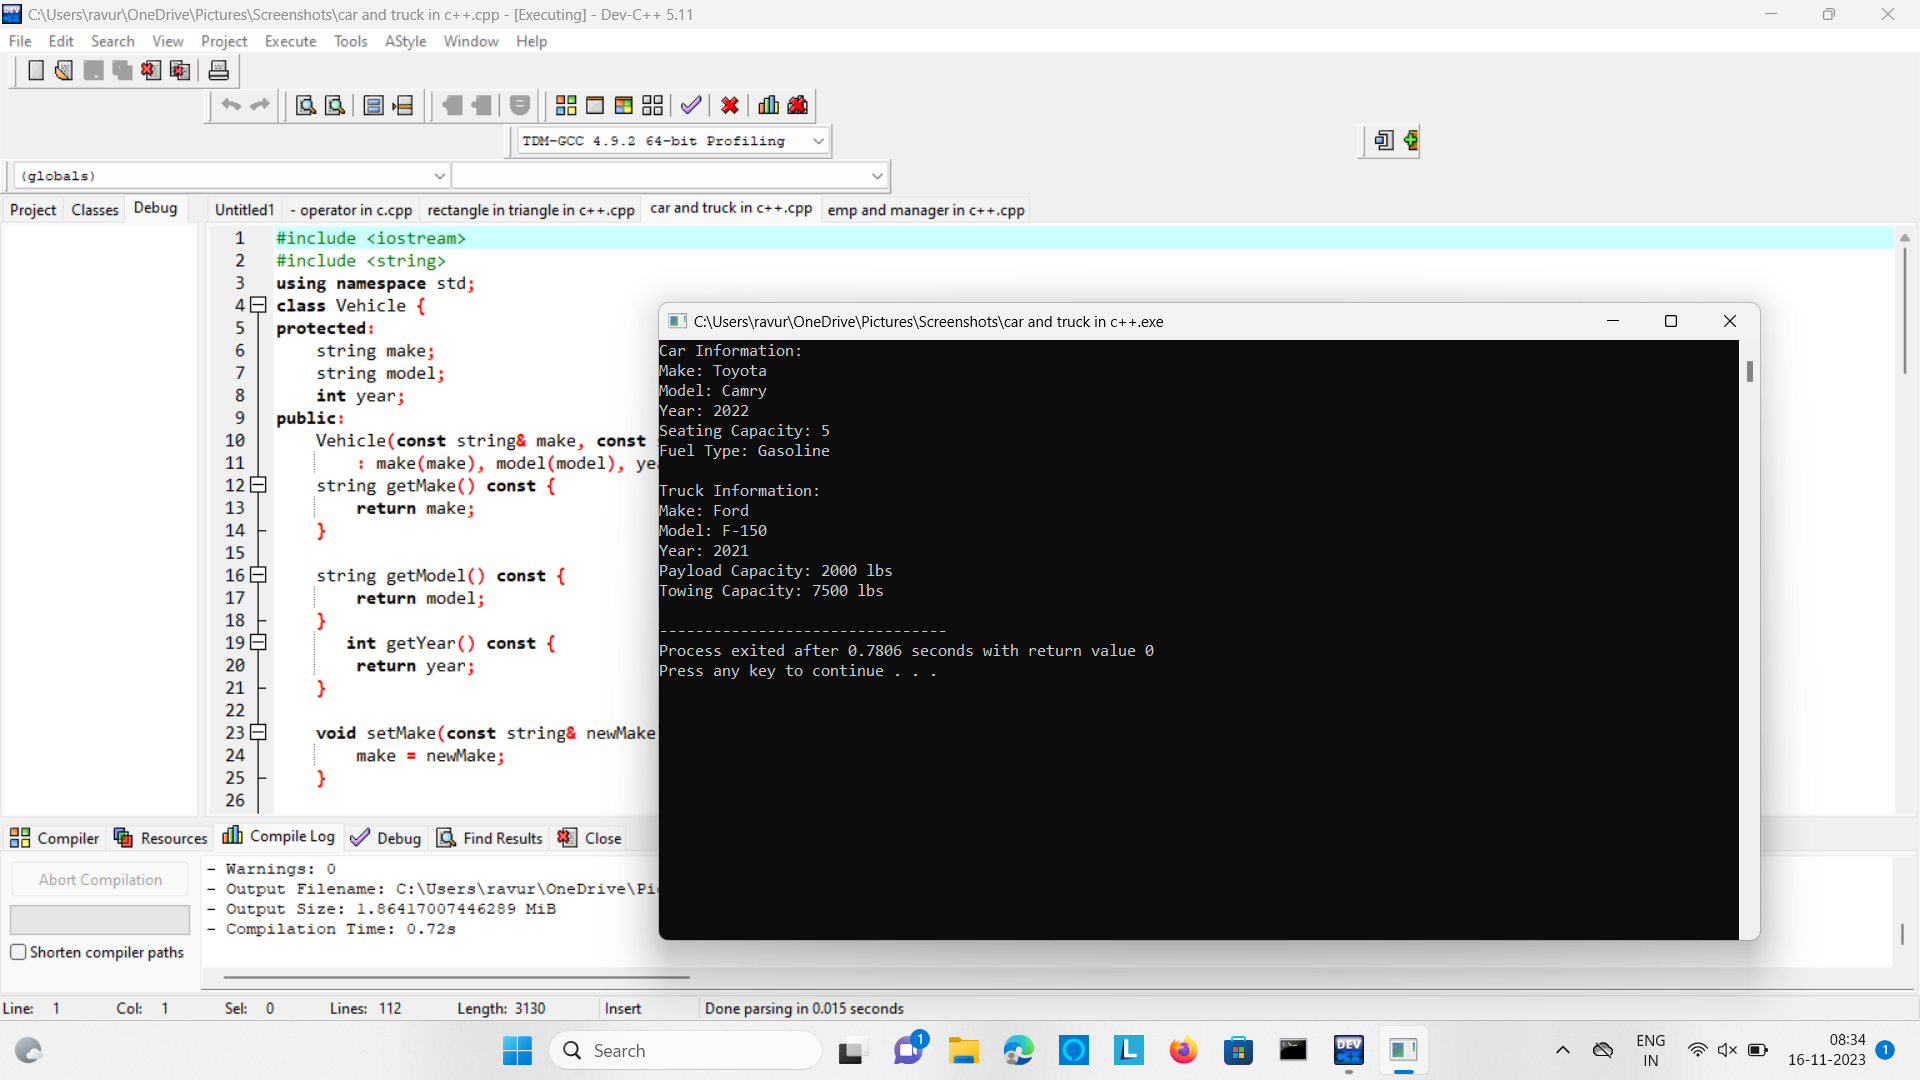 C:\Users\ravur\OneDrive\Pictures\Screenshots\car and truck in c++.cpp - [Executing] - Dev-C++ 5.11
File Edit Search View Project Execute Tools AStyle Window Help
TDM-GCC 4.9.2 64-bit Profiling
(globals)
Project Classes Debug
Untitled1 - operator in c.cpp rectangle in triangle in c++.cpp car and truck in c++.cpp emp and manager in c++.cpp
1 #include <iostream>
2 #include <string>
3 using namespace std;
4 class Vehicle {
5 protected:
6 string make;
7 string model;
8 int year;
9 public:
10 Vehicle(const string& make, const
11 : make(make), model(model), ye
12 string getMake() const {
13 return make;
14 }
15
16 string getModel() const {
17 return model;
18 }
19 int getYear() const {
20 return year;
21 }
22
23 void setMake(const string& newMake
24 make = newMake;
25 }
26
C:\Users\ravur\OneDrive\Pictures\Screenshots\car and truck in c++.exe
Car Information:
Make: Toyota
Model: Camry
Year: 2022
Seating Capacity: 5
Fuel Type: Gasoline
Truck Information:
Make: Ford
Model: F-150
Year: 2021
Payload Capacity: 2000 lbs
Towing Capacity: 7500 lbs
--------------------------------
Process exited after 0.7806 seconds with return value 0
Press any key to continue . . .
Compiler Resources Compile Log Debug Find Results Close
Abort Compilation
Shorten compiler paths
- Warnings: 0
- Output Filename: C:\Users\ravur\OneDrive\Pi
- Output Size: 1.86417007446289 MiB
- Compilation Time: 0.72s
Line: 1 Col: 1 Sel: 0 Lines: 112 Length: 3130 Insert Done parsing in 0.015 seconds
Search
1
L
DEV
C++
ENG
IN
08:34
16-11-2023
1